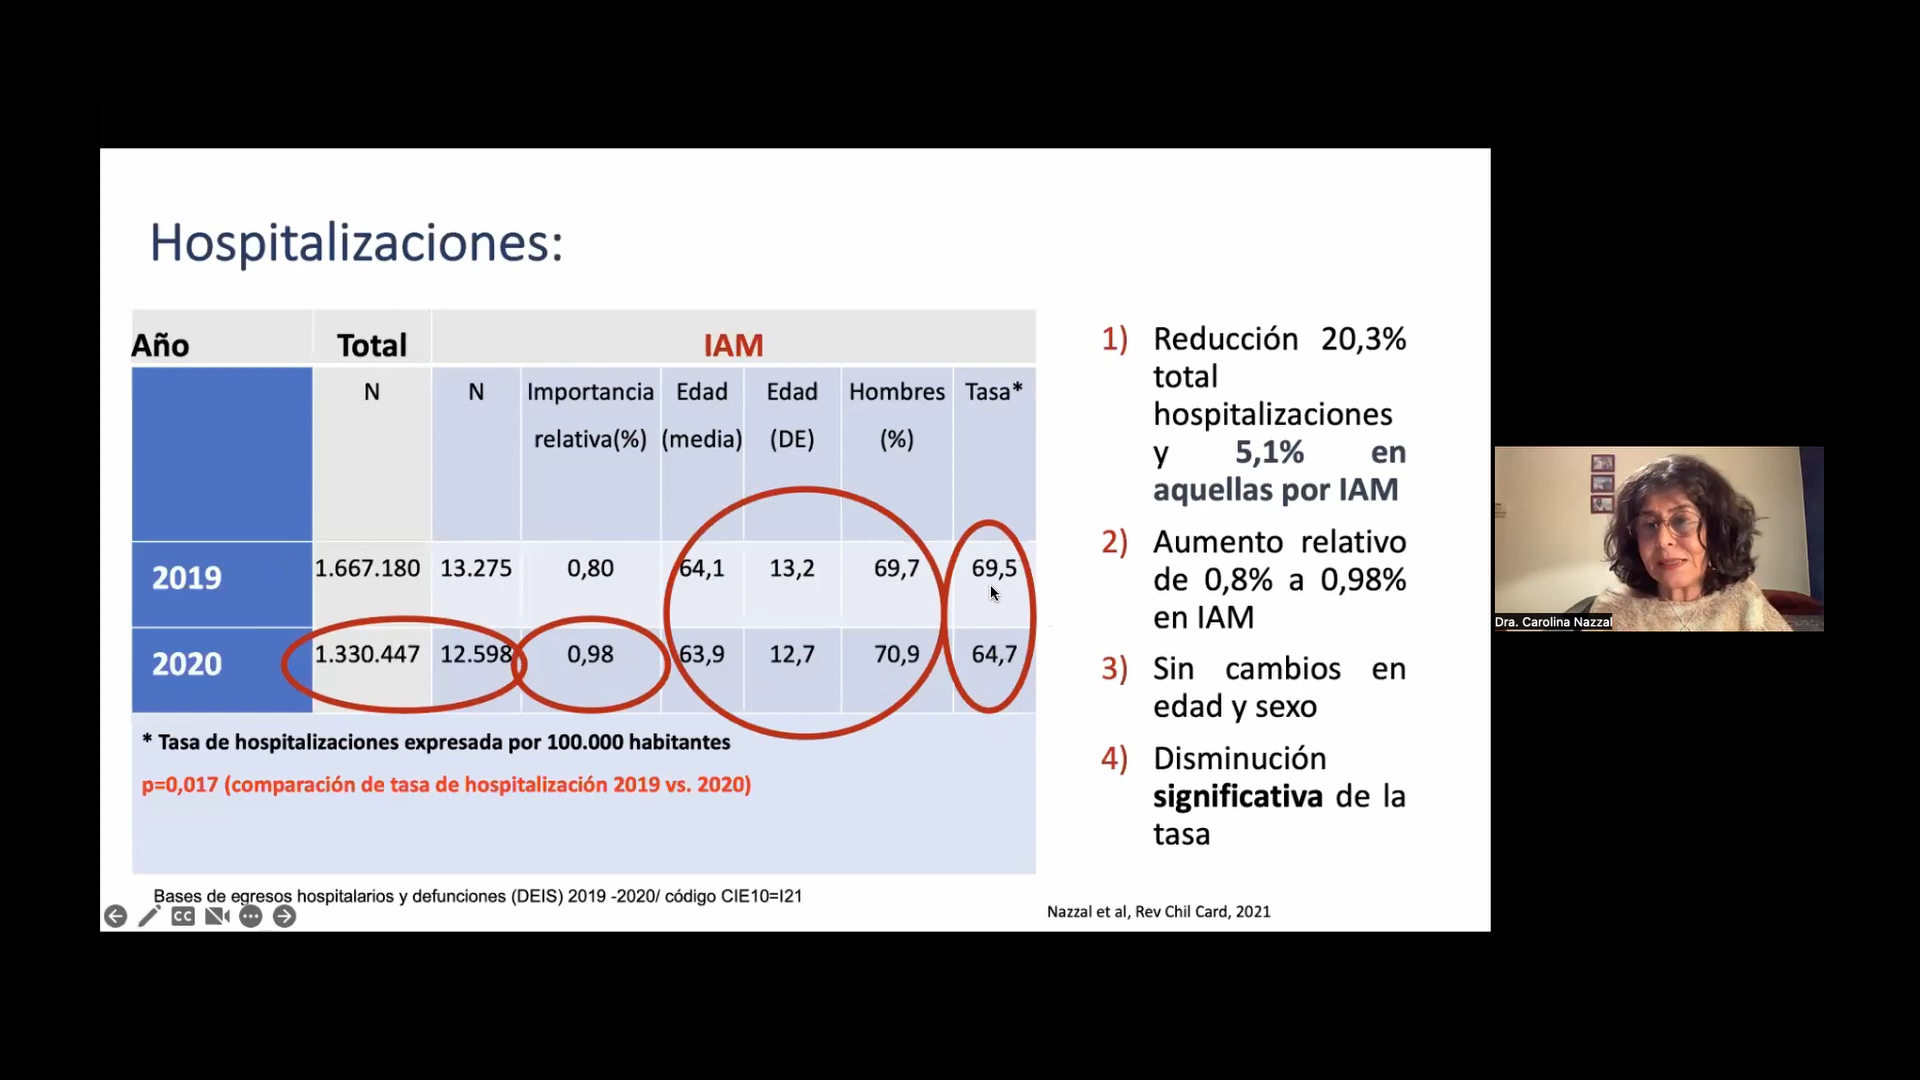 Hospitalizaciones:
Año Total IAM
N N Importancia relativa(%) Edad (media) Edad (DE) Hombres (%) Tasa*
2019 1.667.180 13.275 0,80 64,1 13,2 69,7 69,5
2020 1.330.447 12.598 0,98 63,9 12,7 70,9 64,7
* Tasa de hospitalizaciones expresada por 100.000 habitantes
p=0,017 (comparación de tasa de hospitalización 2019 vs. 2020)
Bases de egresos hospitalarios y defunciones (DEIS) 2019 -2020/ código CIE10=I21
CC
1) Reducción 20,3%
total
hospitalizaciones
y 5,1% en
aquellas por IAM
2) Aumento relativo
de 0,8% a 0,98%
en IAM
3) Sin cambios en
edad y sexo
4) Disminución
significativa de la
tasa
Nazzal et al, Rev Chil Card, 2021
Dra. Carolina Nazzal